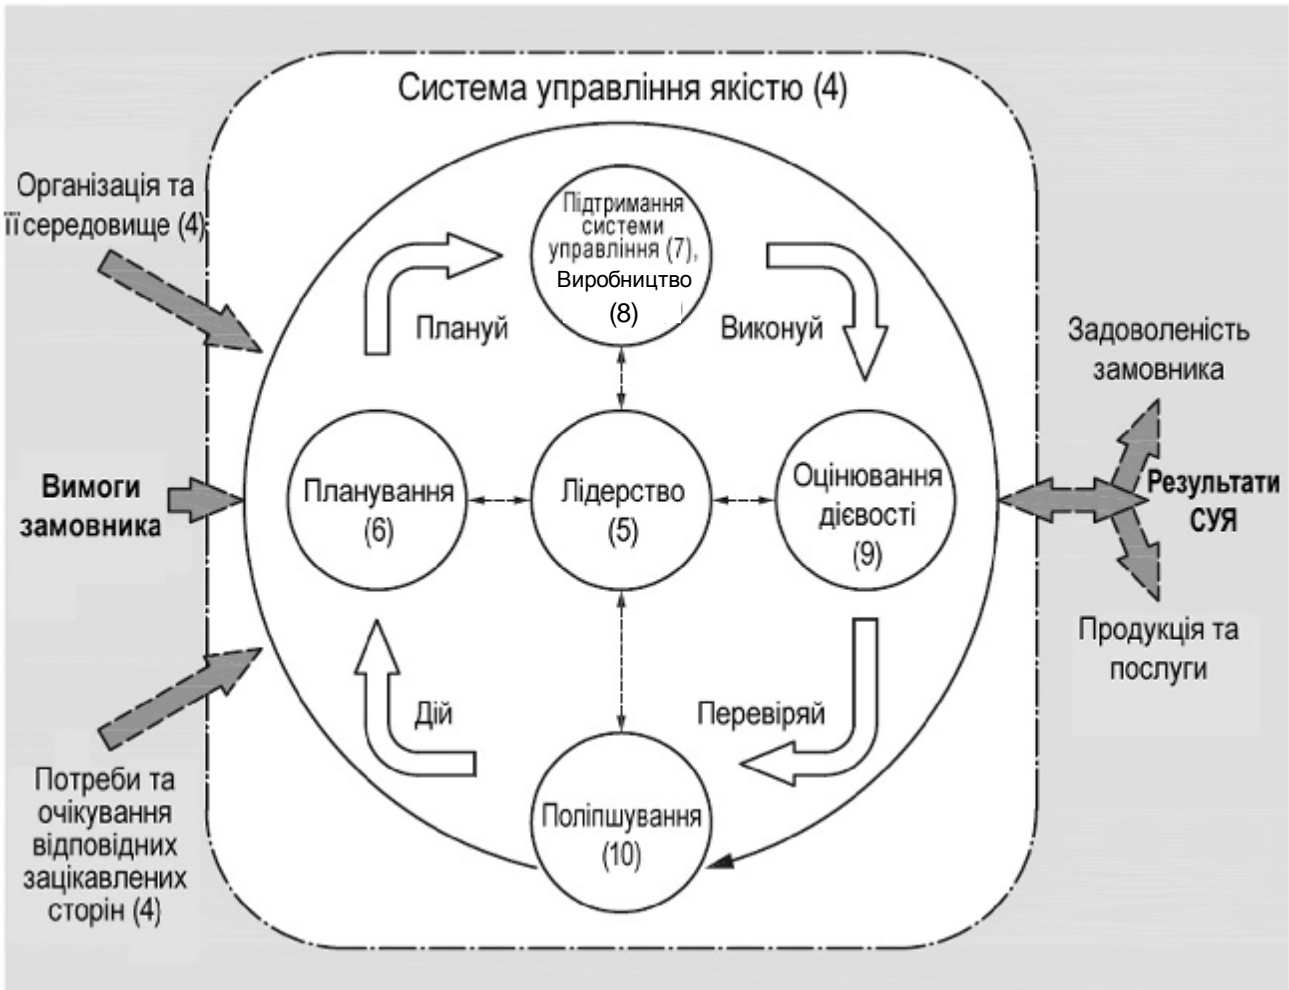 Система управління якістю (4)
Організація та
її середовище (4)
Підтримання
системи
управління (7),
Виробництво
(8)
Плануй
Виконуй
Задоволеність
замовника
Вимоги
замовника
Планування
(6)
Лідерство
(5)
Оцінювання
дієвості
(9)
Результати
СУЯ
Продукція та
послуги
Дій
Перевіряй
Потреби та
очікування
відповідних
зацікавлених
сторін (4)
Поліпшування
(10)